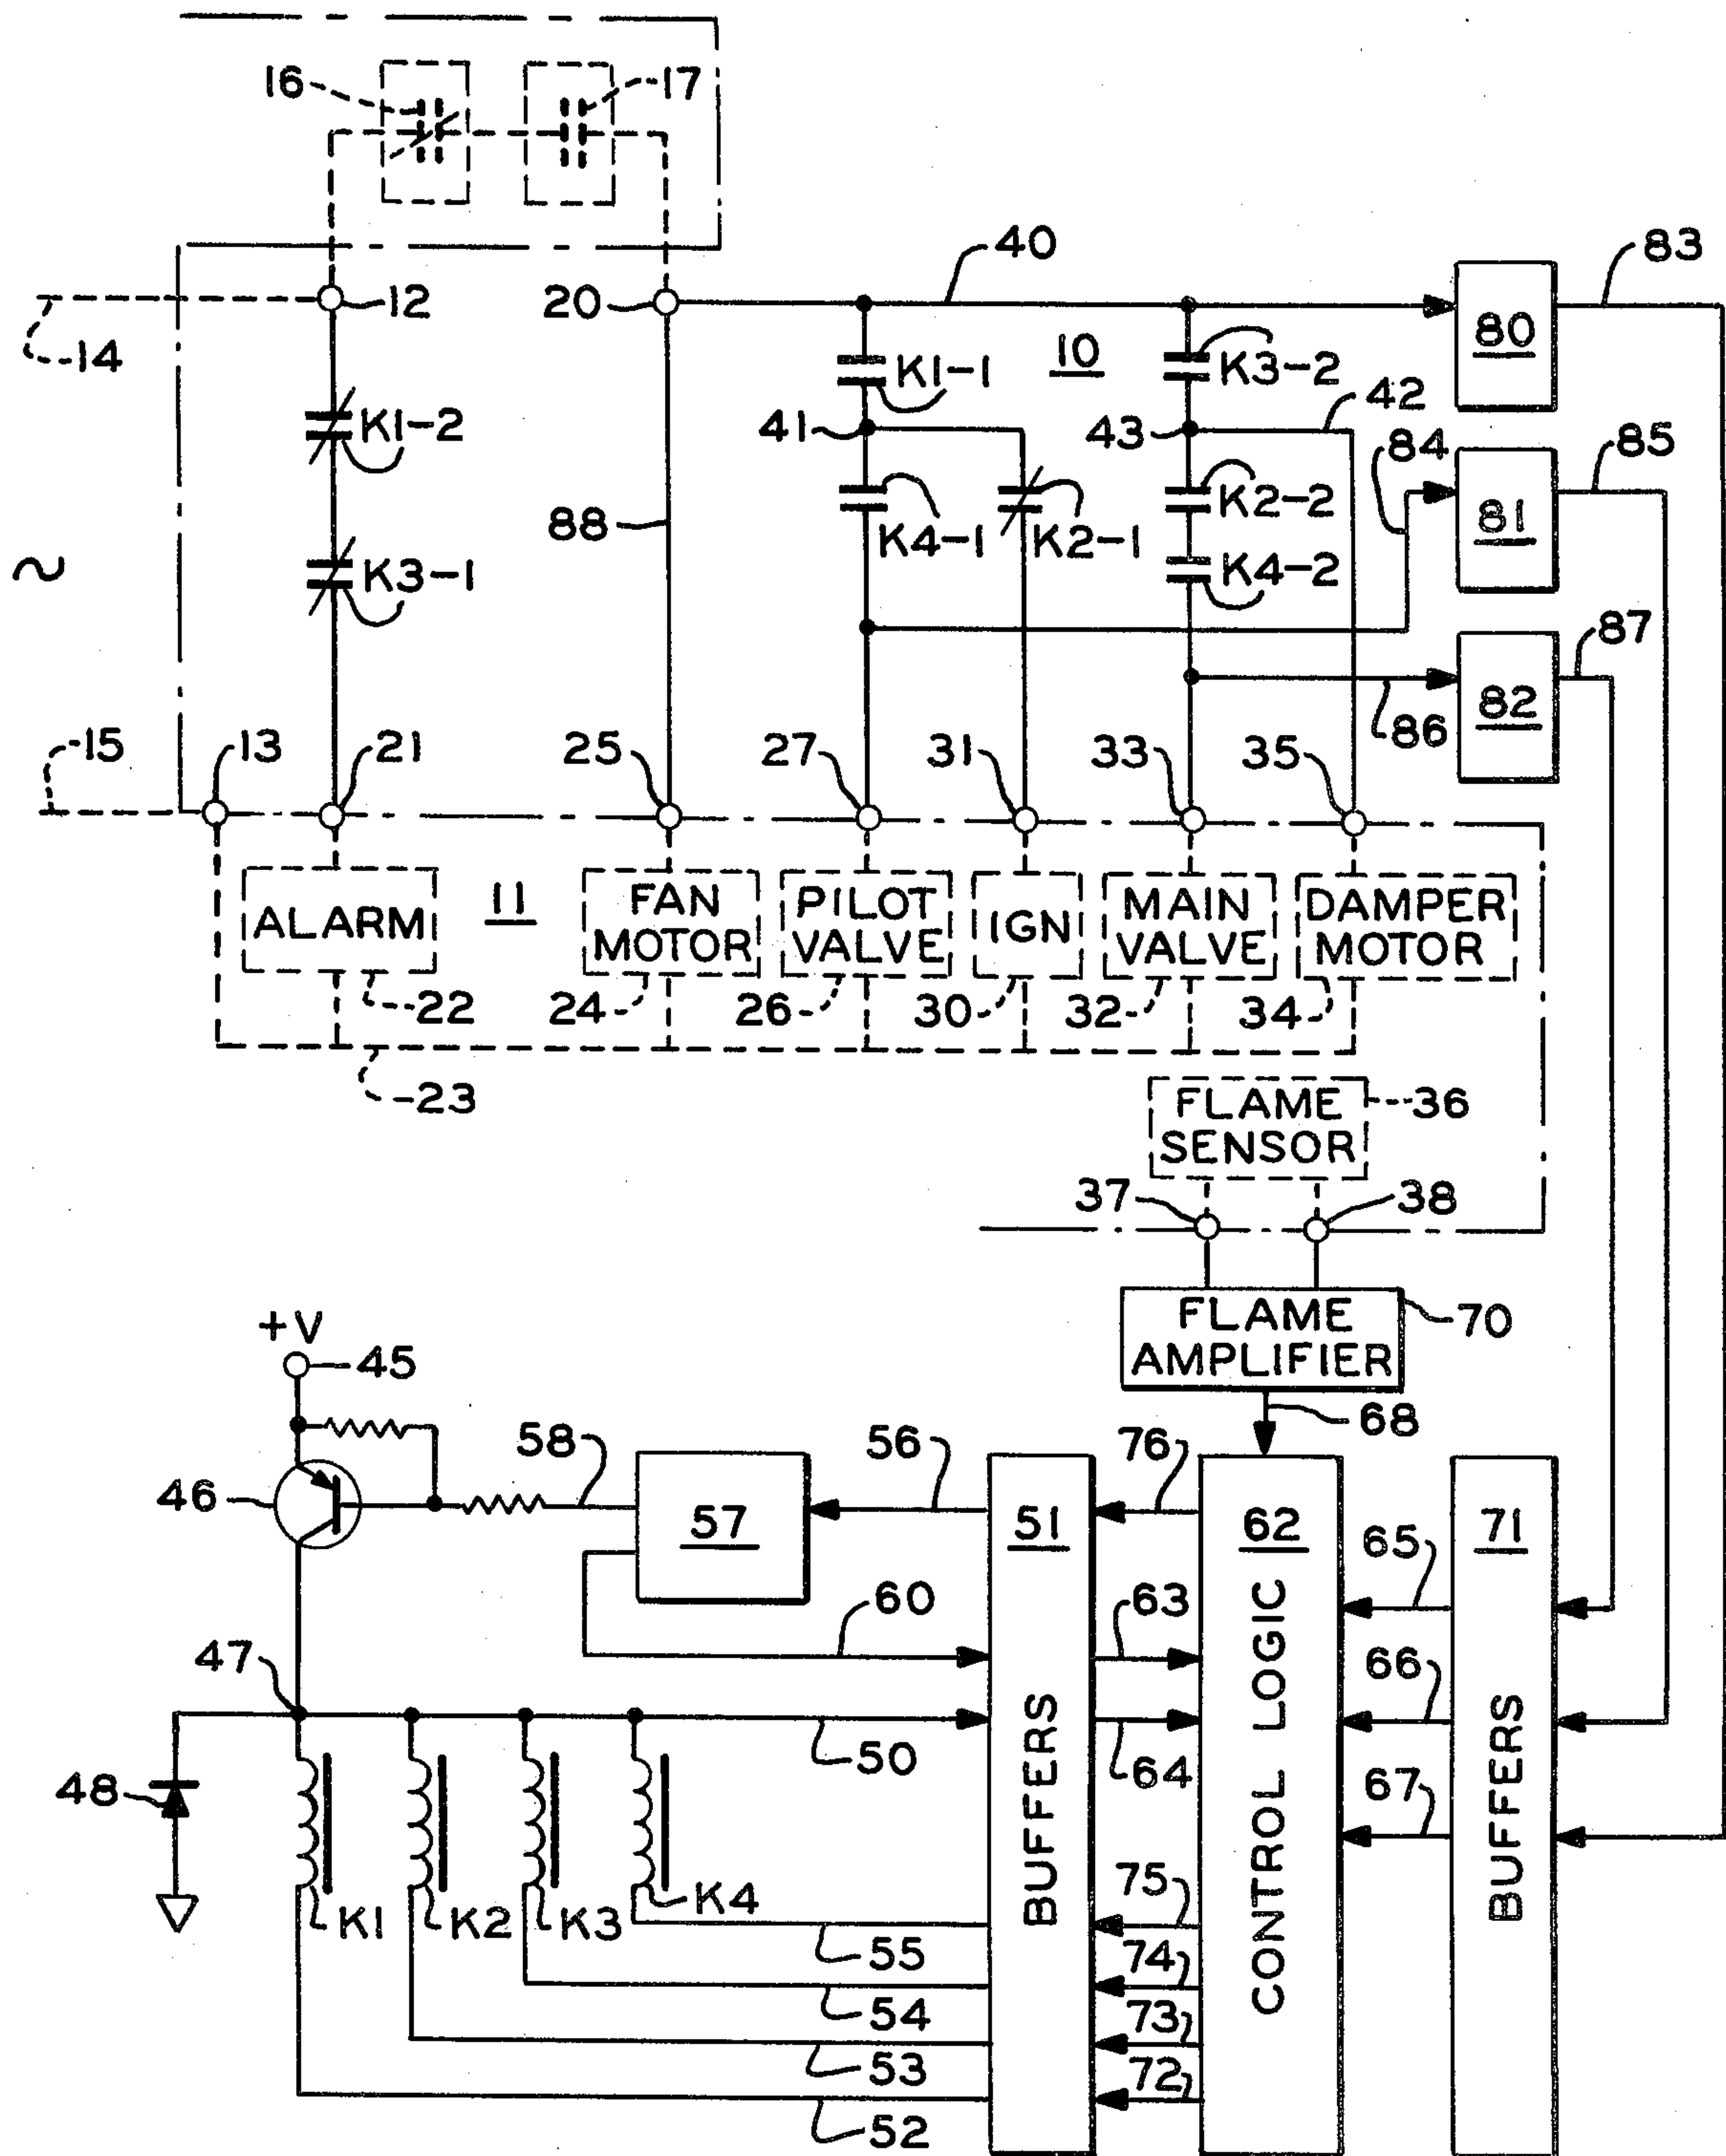 16
17
40
83
12
20
10
80
14
K1-1
K3-2
42
K1-2
41
43
84
85
88
K4-1
K2-1
K2-2
81
~
K3-1
K4-2
87
82
86
15
13
21
25
27
31
33
35
ALARM
11
FAN MOTOR
PILOT VALVE
IGN
MAIN VALVE
DAMPER MOTOR
22
24
26
30
32
34
23
FLAME SENSOR
36
37
38
+V
45
FLAME AMPLIFIER
70
68
58
56
76
46
57
51
62
71
65
60
63
47
66
50
64
67
48
BUFFERS
CONTROL LOGIC
BUFFERS
K1
K2
K3
K4
75
55
74
54
73
53
72
52